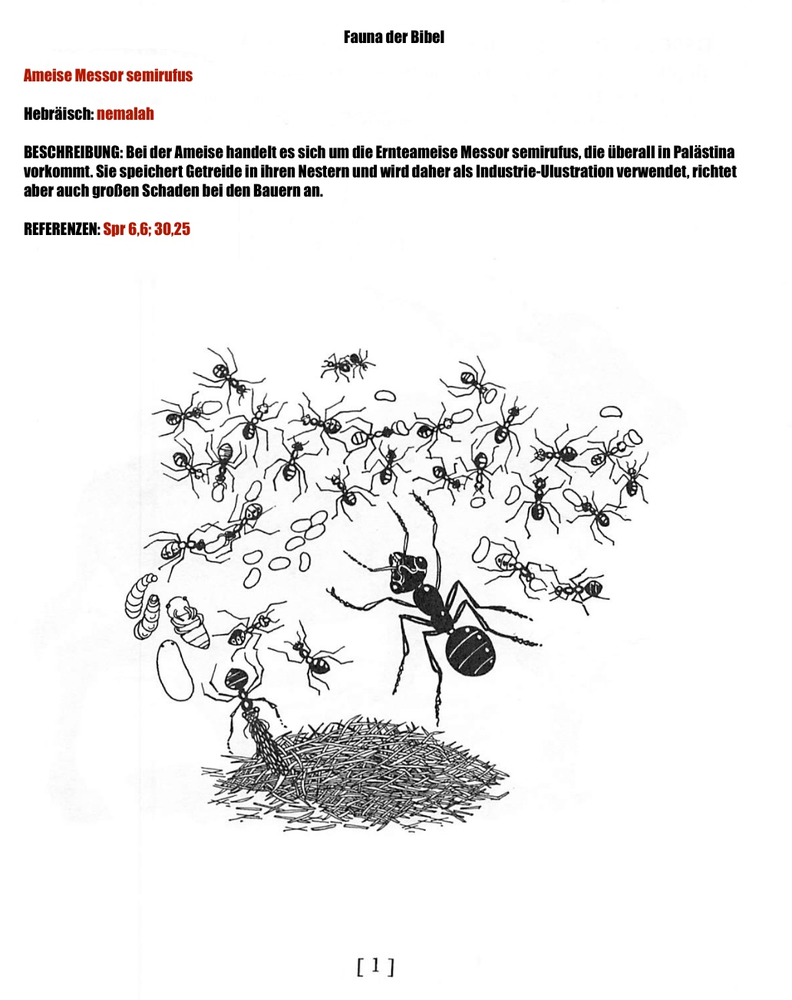 Fauna der Bibel
Ameise Messor semirufus
Hebräisch: nemalah
BESCHREIBUNG: Bei der Ameise handelt es sich um die Ernteameise Messor semirufus, die überall in Palästina
vorkommt. Sie speichert Getreide in ihren Nestern und wird daher als Industrie-Ulustration verwendet, richtet
aber auch großen Schaden bei den Bauern an.
REFERENZEN: Spr 6,6; 30,25
[ 1 ]